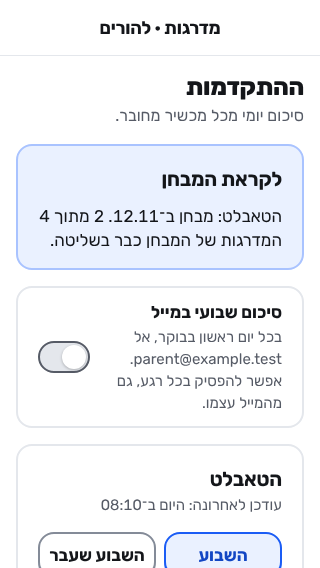 מדרגות • להורים
ההתקדמות
סיכום יומי מכל מכשיר מחובר.
לקראת המבחן
הטאבלט: מבחן ב־12.11. 2 מתוך 4
המדרגות של המבחן כבר בשליטה.
סיכום שבועי במייל
בכל יום ראשון בבוקר, אל
parent@example.test.
אפשר להפסיק בכל רגע, גם
מהמייל עצמו.
הטאבלט
עודכן לאחרונה: היום ב־08:10
השבוע
השבוע שעבר